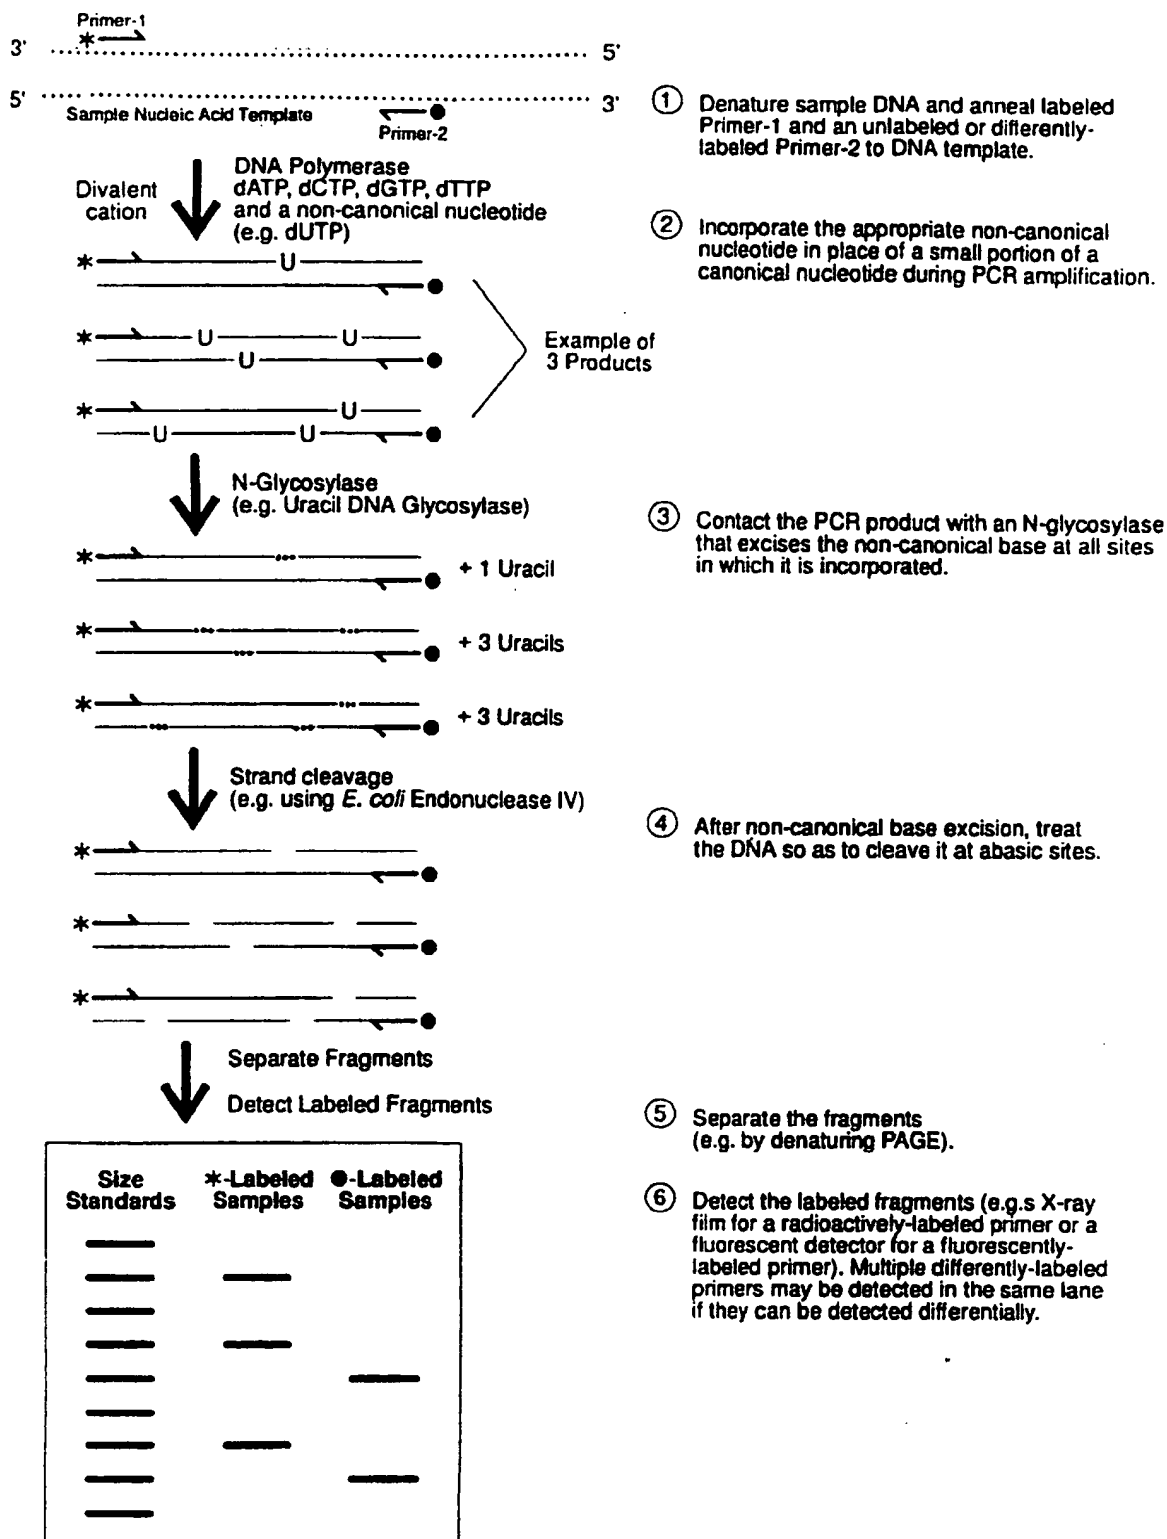 Primer-1
*
3' 5'
5' 3'
Sample Nucleic Acid Template
Primer-2
① Denature sample DNA and anneal labeled
Primer-1 and an unlabeled or differently-
labeled Primer-2 to DNA template.
Divalent
cation
DNA Polymerase
dATP, dCTP, dGTP, dTTP
and a non-canonical nucleotide
(e.g. dUTP)
② Incorporate the appropriate non-canonical
nucleotide in place of a small portion of a
canonical nucleotide during PCR amplification.
* U
* U U
U
* U
U U
Example of
3 Products
N-Glycosylase
(e.g. Uracil DNA Glycosylase)
③ Contact the PCR product with an N-glycosylase
that excises the non-canonical base at all sites
in which it is incorporated.
*
+ 1 Uracil
*
+ 3 Uracils
*
+ 3 Uracils
Strand cleavage
(e.g. using E. coli Endonuclease IV)
④ After non-canonical base excision, treat
the DNA so as to cleave it at abasic sites.
*
*
*
Separate Fragments
Detect Labeled Fragments
⑤ Separate the fragments
(e.g. by denaturing PAGE).
Size
Standards
*-Labeled
Samples
●-Labeled
Samples
⑥ Detect the labeled fragments (e.g.s X-ray
film for a radioactively-labeled primer or a
fluorescent detector for a fluorescently-
labeled primer). Multiple differently-labeled
primers may be detected in the same lane
if they can be detected differentially.